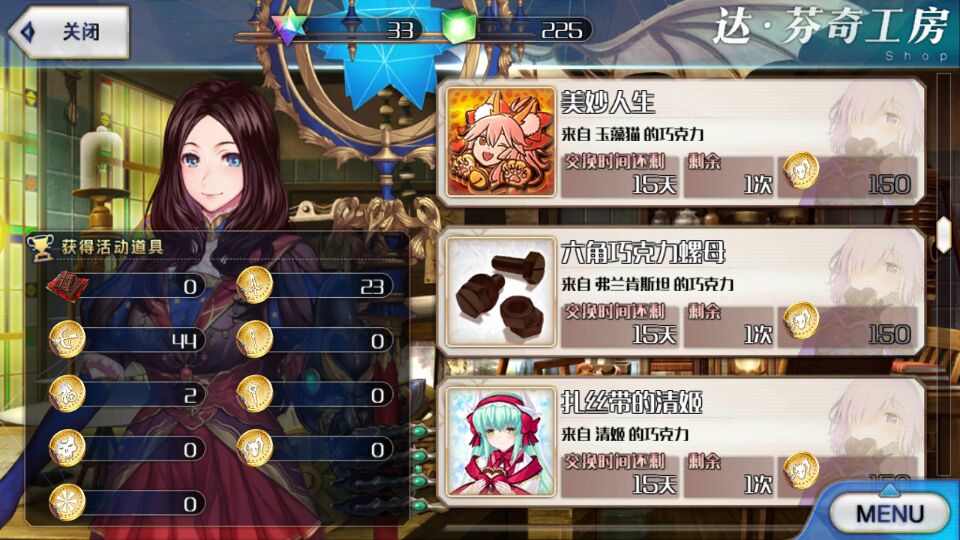 关闭
33
225
达·芬奇工房
Shop
美妙人生
来自 玉藻猫 的巧克力
交换时间还剩 剩余
15天 1次 150
获得活动道具
0 23
44 0
2 0
0 0
0
六角巧克力螺母
来自 弗兰肯斯坦 的巧克力
交换时间还剩 剩余
15天 1次 150
扎丝带的清姬
来自 清姬 的巧克力
交换时间还剩 剩余
15天 1次 150
MENU